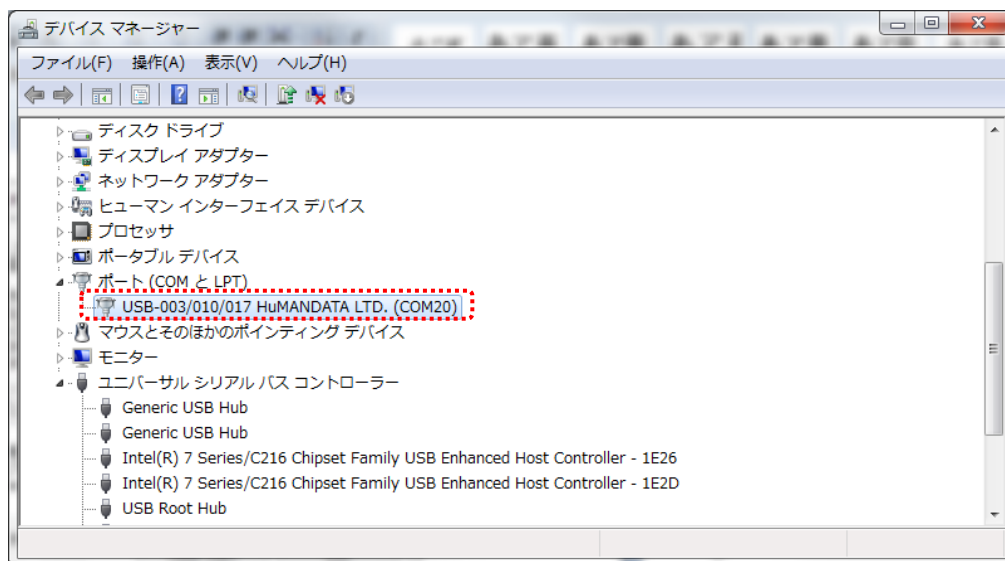 デバイス マネージャー
ファイル(F) 操作(A) 表示(V) ヘルプ(H)
ディスク ドライブ
ディスプレイ アダプター
ネットワーク アダプター
ヒューマン インターフェイス デバイス
プロセッサ
ポータブル デバイス
ポート (COM と LPT)
USB-003/010/017 HuMANDATA LTD. (COM20)
マウスとそのほかのポインティング デバイス
モニター
ユニバーサル シリアル バス コントローラー
Generic USB Hub
Generic USB Hub
Intel(R) 7 Series/C216 Chipset Family USB Enhanced Host Controller - 1E26
Intel(R) 7 Series/C216 Chipset Family USB Enhanced Host Controller - 1E2D
USB Root Hub